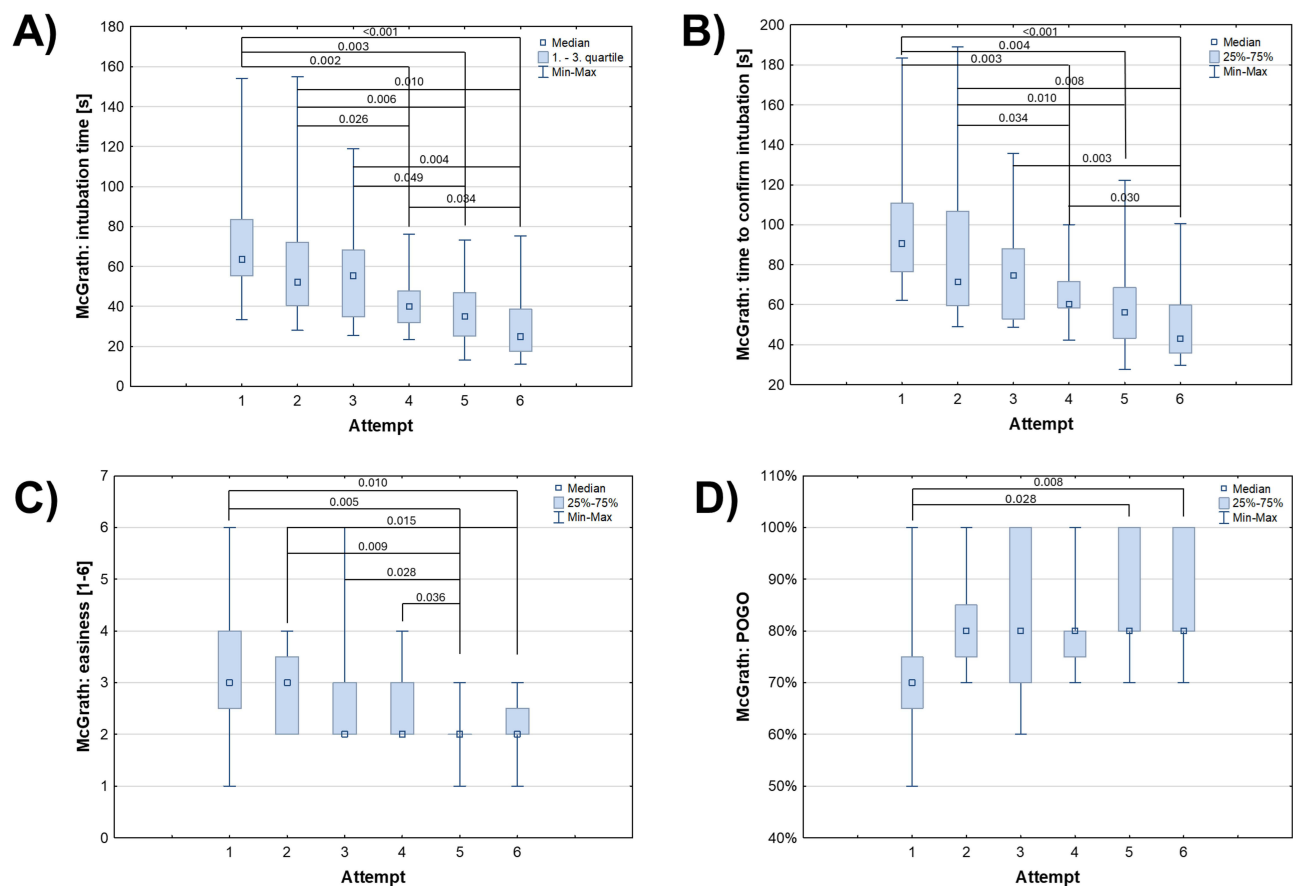 A)
McGrath: intubation time [s]
180
160
140
120
100
80
60
40
20
0
<0.001
0.003
0.002
0.010
0.006
0.026
0.004
0.049
0.034
Median
1. - 3. quartile
Min-Max
1 2 3 4 5 6
Attempt
B)
McGrath: time to confirm intubation [s]
200
180
160
140
120
100
80
60
40
20
<0.001
0.004
0.003
0.008
0.010
0.034
0.003
0.030
Median
25%-75%
Min-Max
1 2 3 4 5 6
Attempt
C)
McGrath: easiness [1-6]
7
6
5
4
3
2
1
0
0.010
0.005
0.015
0.009
0.028
0.036
Median
25%-75%
Min-Max
1 2 3 4 5 6
Attempt
D)
McGrath: POGO
110%
100%
90%
80%
70%
60%
50%
40%
0.008
0.028
Median
25%-75%
Min-Max
1 2 3 4 5 6
Attempt